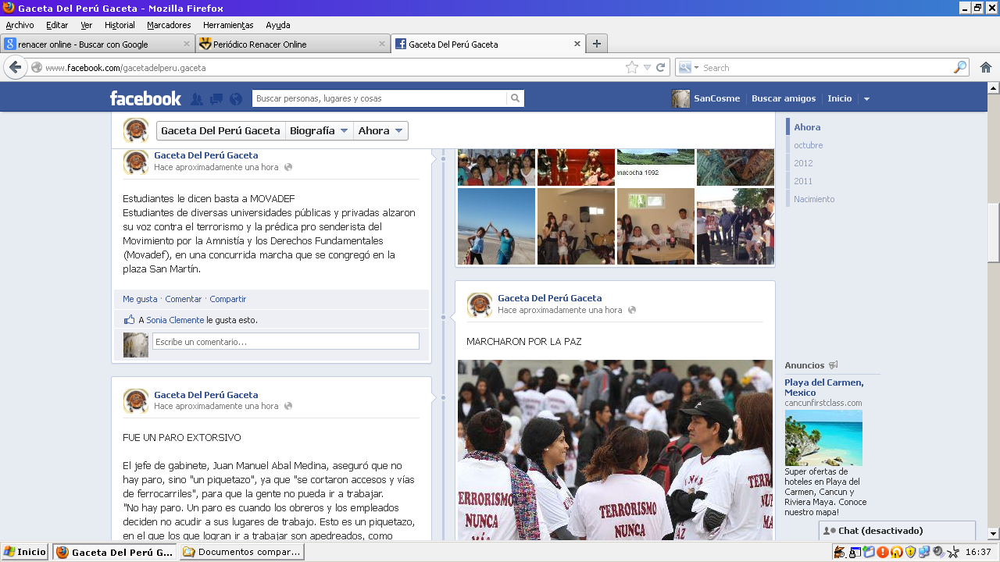 Gaceta Del Perú Gaceta - Mozilla Firefox
Archivo Editar Ver Historial Marcadores Herramientas Ayuda
renacer online - Buscar con Google
Periódico Renacer Online
Gaceta Del Perú Gaceta
www.facebook.com/gacetadelperu.gaceta
Search
facebook
Buscar personas, lugares y cosas
SanCosme Buscar amigos Inicio
Gaceta Del Perú Gaceta Biografía Ahora
Gaceta Del Perú Gaceta
Hace aproximadamente una hora
Estudiantes le dicen basta l MOVADEF
Estudiantes de diversas universidades públicas y privadas alzaron
su voz contra el terrorismo y la prédica pro senderista del
Movimiento por la Amnistía y los Derechos Fundamentales
(Movadef), en una concurrida marcha que se congregó en la
plaza San Martín.
Me gusta · Comentar · Compartir
A Sonia Clemente le gusta esto.
Escribe un comentario...
Gaceta Del Perú Gaceta
Hace aproximadamente una hora
FUE UN PARO EXTORSIVO
El jefe de gabinete, Juan Manuel Abal Medina, aseguró que no
hay paro, sino "un piquetazo", ya que "se cortaron accesos y vías
de ferrocarriles", para que la gente no pueda ir a trabajar.
"No hay paro. Un paro es cuando los obreros y los empleados
deciden no acudir a sus lugares de trabajo. Esto es un piquetazo,
en el que los que logran ir a trabajar son apedreados, como
anacocha 1992
Gaceta Del Perú Gaceta
Hace aproximadamente una hora
MARCHARON POR LA PAZ
TERRORISMO
NUNCA
MÁS
TERRORISMO
NUNCA
Ahora
octubre
2012
2011
Nacimiento
Anuncios
Playa del Carmen,
Mexico
cancunfirstclass.com
Super ofertas de
hoteles en Playa del
Carmen, Cancun y
Riviera Maya. Conoce
nuestro mapa!
Chat (desactivado)
Inicio
Gaceta Del Perú G...
Documentos compar...
16:37